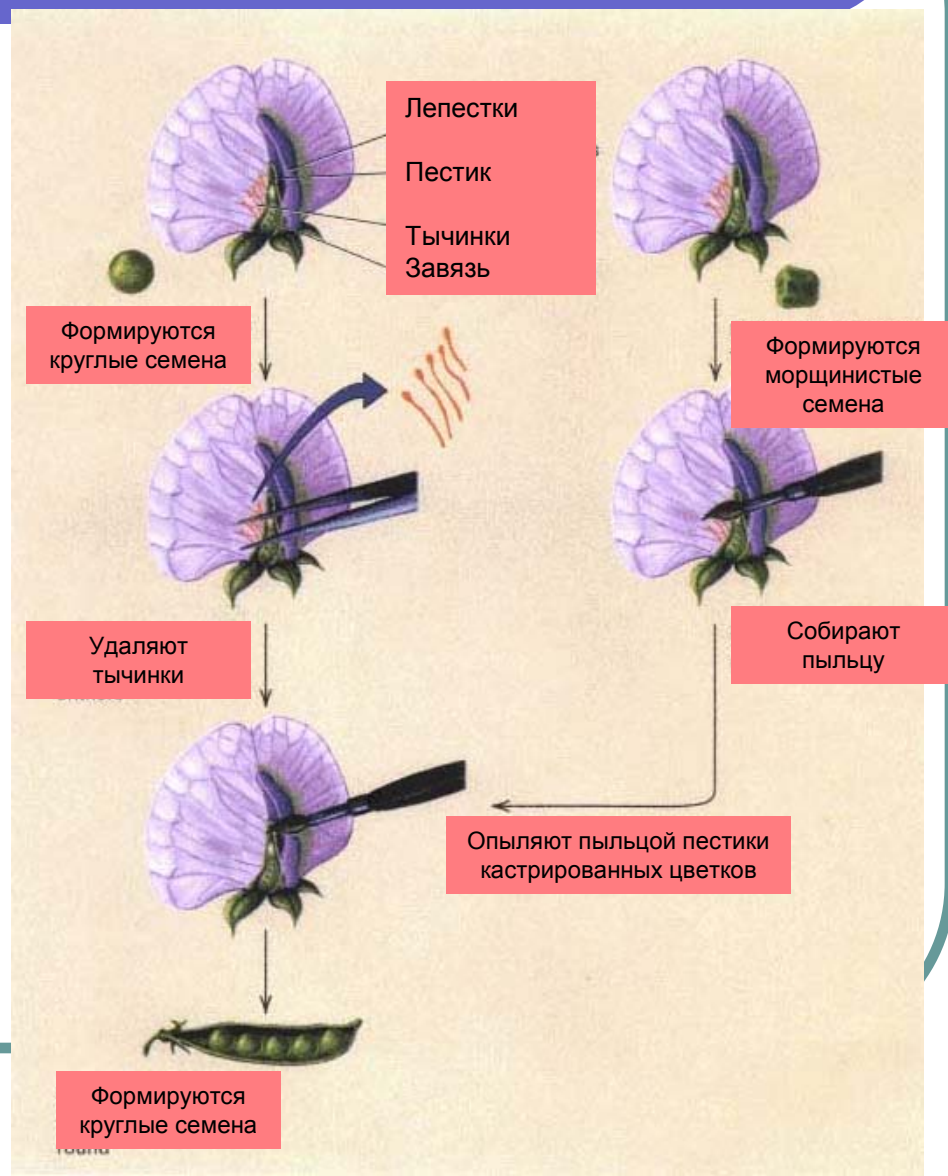 Лепестки
Пестик
Тычинки
Завязь
Формируются
круглые семена
Формируются
морщинистые
семена
Удаляют
тычинки
Собирают
пыльцу
Опыляют пыльцой пестики
кастрированных цветков
Формируются
круглые семена